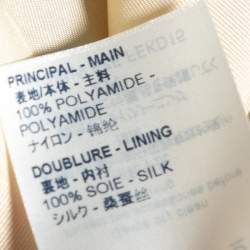 PRINCIPAL - MAIN
表地/本体 - 主料
100% POLYAMIDE -
POLYAMIDE
ナイロン - 锦纶
DOUBLURE - LINING
裏地 - 内衬
100% SOIE - SILK
シルク - 桑蚕丝